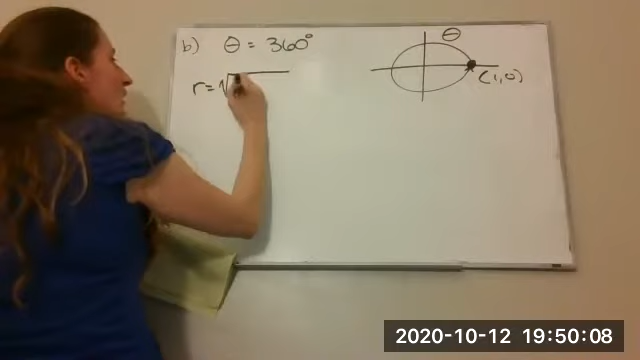 b) θ = 360°
θ
(1,0)
r = √
2020-10-12 19:50:08